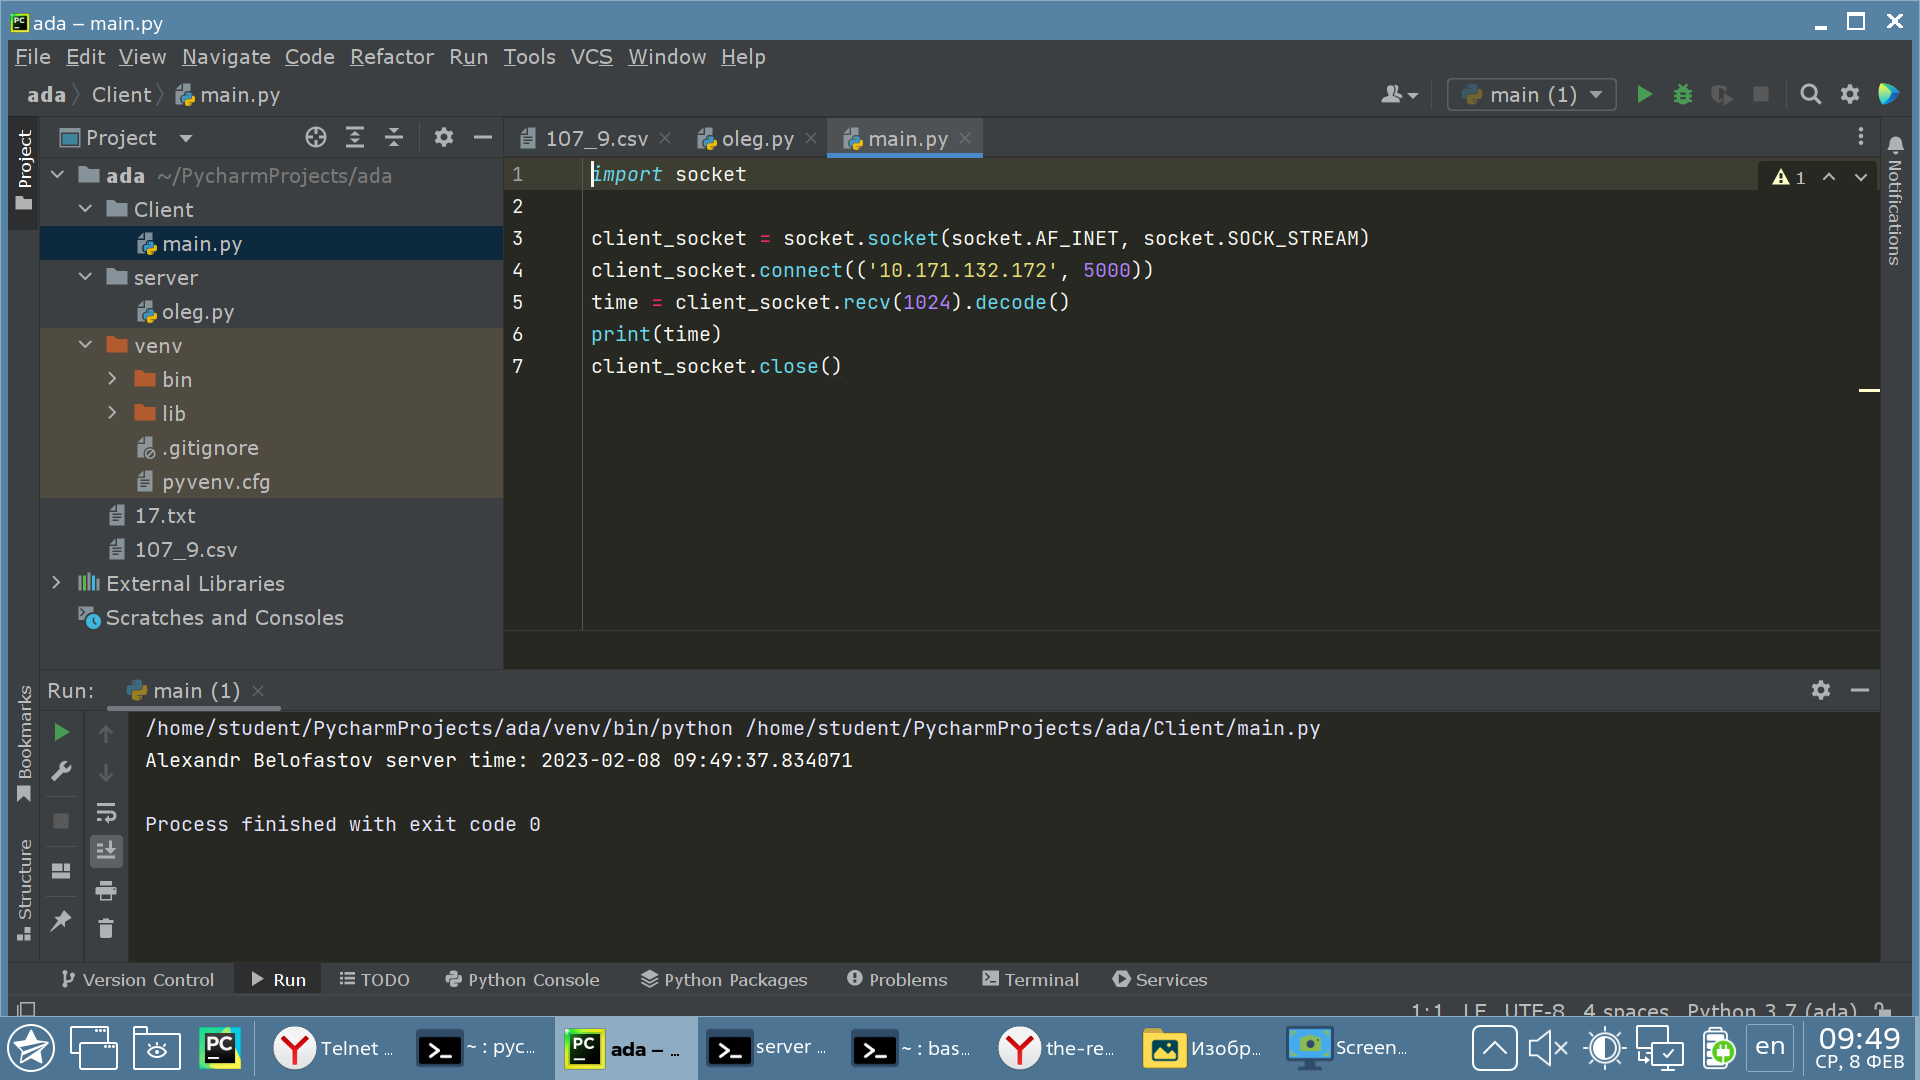 ada – main.py
File Edit View Navigate Code Refactor Run Tools VCS Window Help
ada Client main.py
main (1)
Project
107_9.csv oleg.py main.py
Project
ada ~/PycharmProjects/ada
Client
main.py
server
oleg.py
venv
bin
lib
.gitignore
pyvenv.cfg
17.txt
107_9.csv
External Libraries
Scratches and Consoles
1 import socket
2
3 client_socket = socket.socket(socket.AF_INET, socket.SOCK_STREAM)
4 client_socket.connect(('10.171.132.172', 5000))
5 time = client_socket.recv(1024).decode()
6 print(time)
7 client_socket.close()
1
Notifications
Run: main (1)
Bookmarks
Structure
/home/student/PycharmProjects/ada/venv/bin/python /home/student/PycharmProjects/ada/Client/main.py
Alexandr Belofastov server time: 2023-02-08 09:49:37.834071
Process finished with exit code 0
Version Control Run TODO Python Console Python Packages Problems Terminal Services
1:1 LF UTF-8 4 spaces Python 3.7 (ada)
PC Telnet ... ~ : pyc... PC ada – ... server ... ~ : bas... the-re... Изобр... Screen... en
09:49
СР, 8 ФЕВ